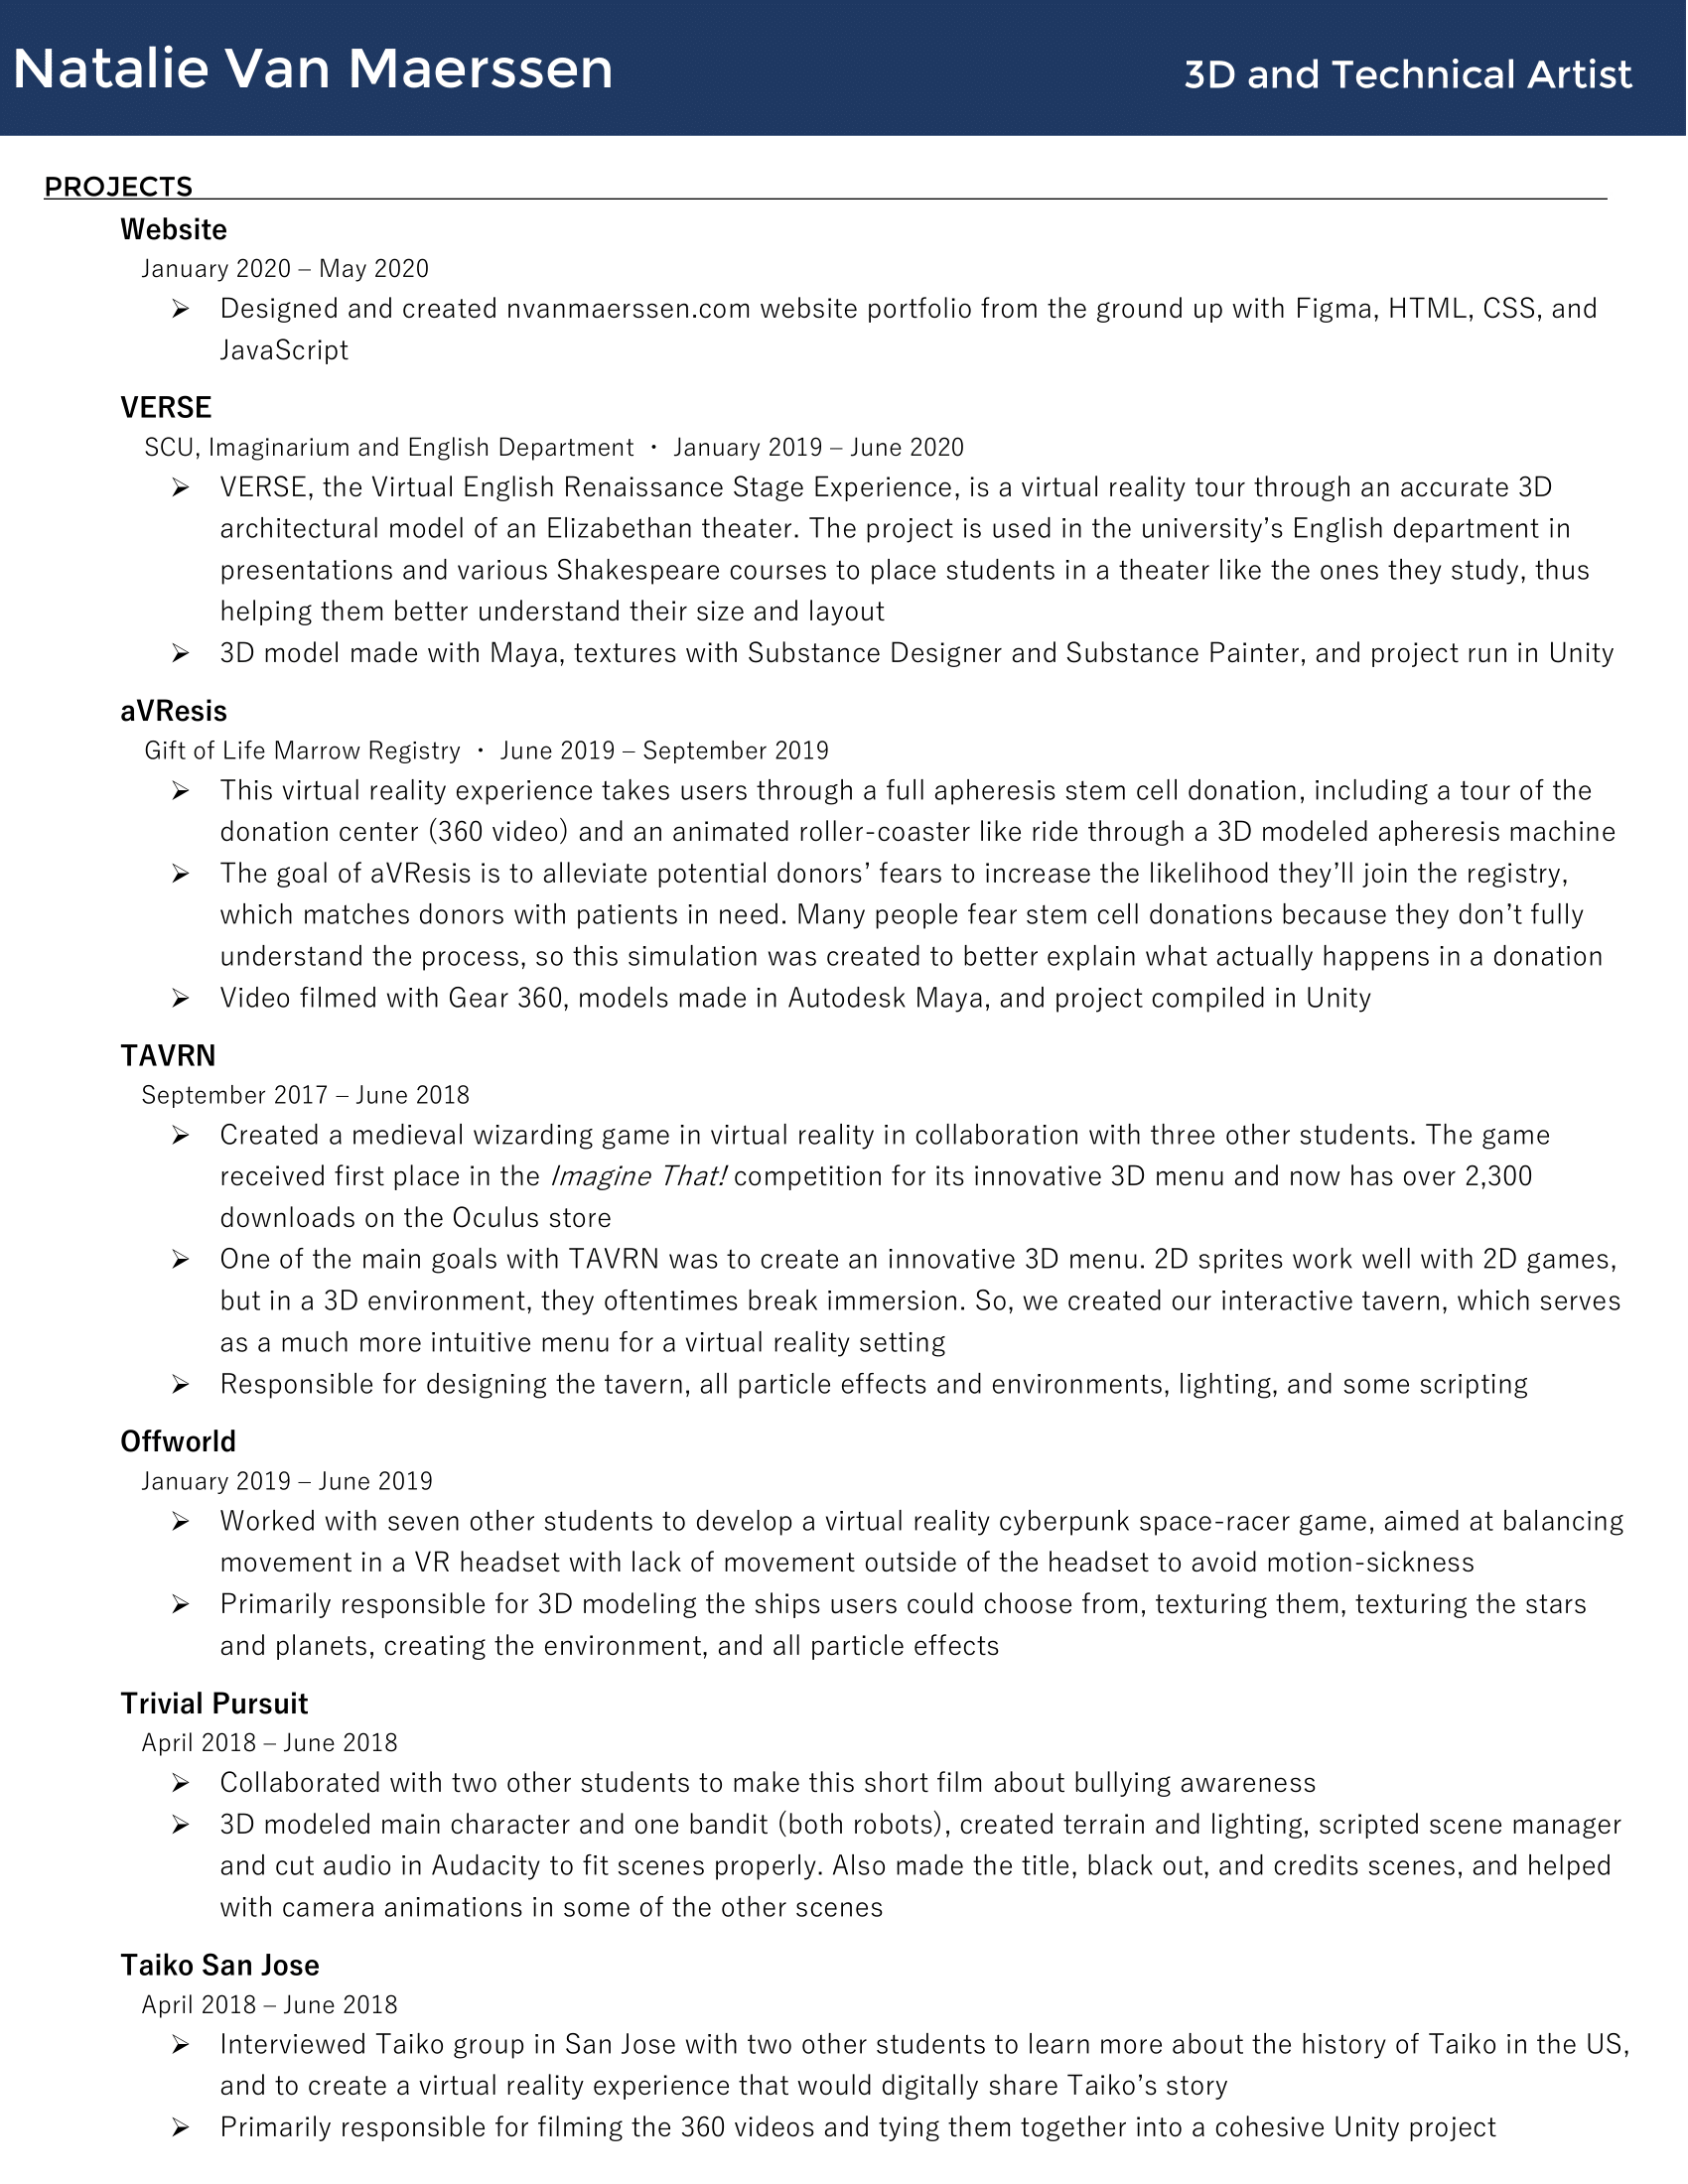 Natalie Van Maerssen
3D and Technical Artist
PROJECTS
Website
January 2020 – May 2020
➢ Designed and created nvanmaerssen.com website portfolio from the ground up with Figma, HTML, CSS, and
JavaScript
VERSE
SCU, Imaginarium and English Department · January 2019 – June 2020
➢ VERSE, the Virtual English Renaissance Stage Experience, is a virtual reality tour through an accurate 3D
architectural model of an Elizabethan theater. The project is used in the university’s English department in
presentations and various Shakespeare courses to place students in a theater like the ones they study, thus
helping them better understand their size and layout
➢ 3D model made with Maya, textures with Substance Designer and Substance Painter, and project run in Unity
aVResis
Gift of Life Marrow Registry · June 2019 – September 2019
➢ This virtual reality experience takes users through a full apheresis stem cell donation, including a tour of the
donation center (360 video) and an animated roller-coaster like ride through a 3D modeled apheresis machine
➢ The goal of aVResis is to alleviate potential donors’ fears to increase the likelihood they’ll join the registry,
which matches donors with patients in need. Many people fear stem cell donations because they don’t fully
understand the process, so this simulation was created to better explain what actually happens in a donation
➢ Video filmed with Gear 360, models made in Autodesk Maya, and project compiled in Unity
TAVRN
September 2017 – June 2018
➢ Created a medieval wizarding game in virtual reality in collaboration with three other students. The game
received first place in the Imagine That! competition for its innovative 3D menu and now has over 2,300
downloads on the Oculus store
➢ One of the main goals with TAVRN was to create an innovative 3D menu. 2D sprites work well with 2D games,
but in a 3D environment, they oftentimes break immersion. So, we created our interactive tavern, which serves
as a much more intuitive menu for a virtual reality setting
➢ Responsible for designing the tavern, all particle effects and environments, lighting, and some scripting
Offworld
January 2019 – June 2019
➢ Worked with seven other students to develop a virtual reality cyberpunk space-racer game, aimed at balancing
movement in a VR headset with lack of movement outside of the headset to avoid motion-sickness
➢ Primarily responsible for 3D modeling the ships users could choose from, texturing them, texturing the stars
and planets, creating the environment, and all particle effects
Trivial Pursuit
April 2018 – June 2018
➢ Collaborated with two other students to make this short film about bullying awareness
➢ 3D modeled main character and one bandit (both robots), created terrain and lighting, scripted scene manager
and cut audio in Audacity to fit scenes properly. Also made the title, black out, and credits scenes, and helped
with camera animations in some of the other scenes
Taiko San Jose
April 2018 – June 2018
➢ Interviewed Taiko group in San Jose with two other students to learn more about the history of Taiko in the US,
and to create a virtual reality experience that would digitally share Taiko’s story
➢ Primarily responsible for filming the 360 videos and tying them together into a cohesive Unity project